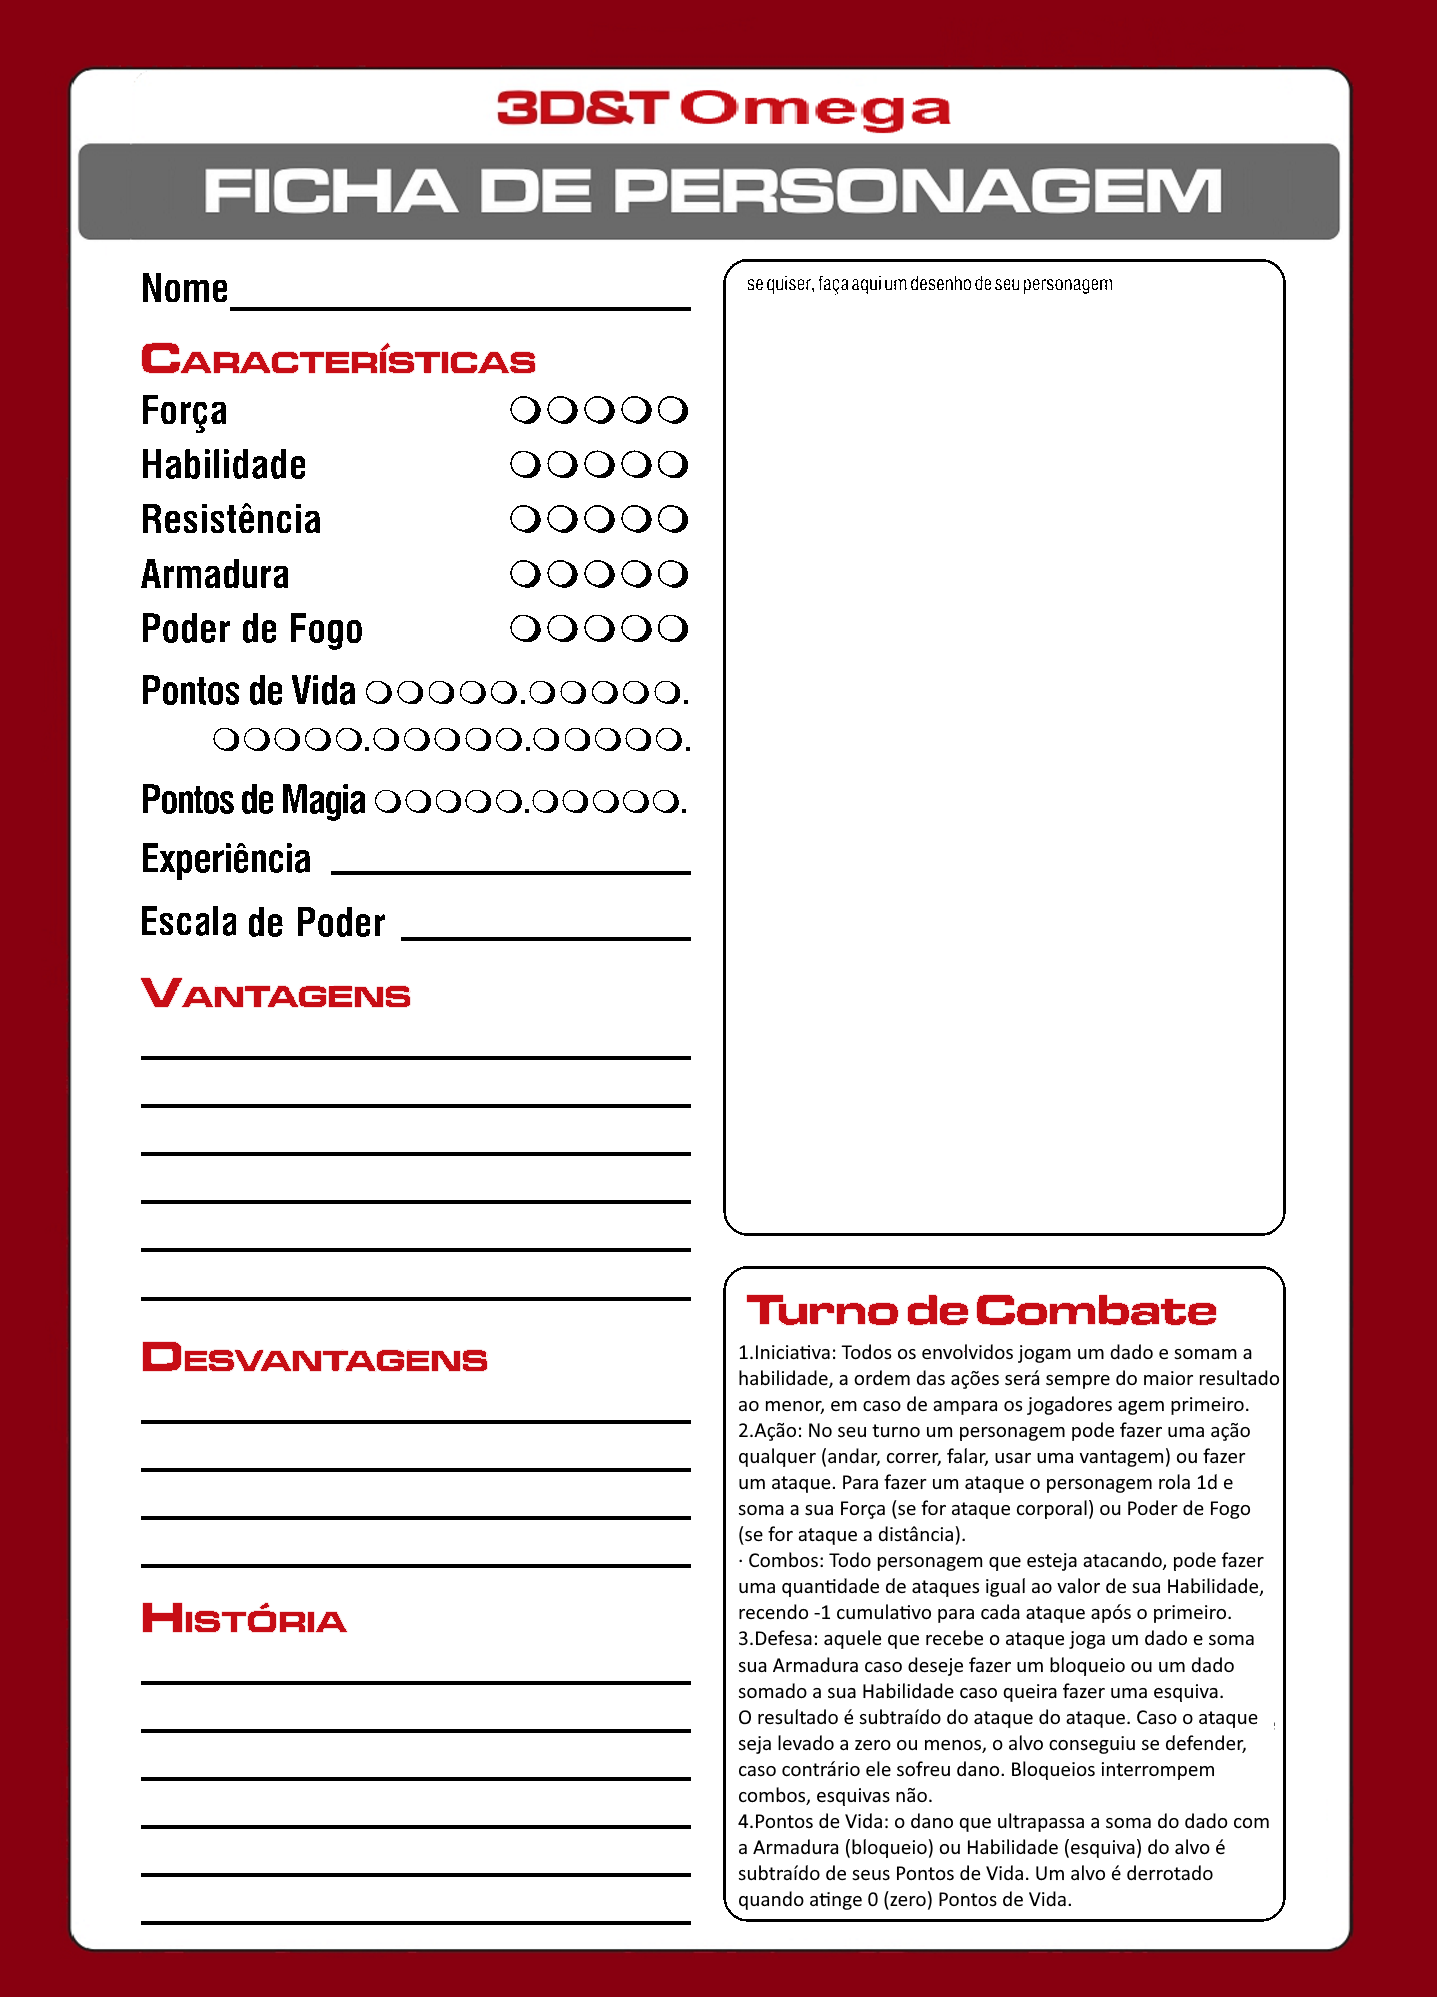 3D&T Omega
FICHA DE PERSONAGEM
Nome
CARACTERÍSTICAS
Força
Habilidade
Resistência
Armadura
Poder de Fogo
Pontos de Vida
Pontos de Magia
Experiência
Escala de Poder
VANTAGENS
DESVANTAGENS
HISTÓRIA
se quiser, faça aqui um desenho de seu personagem
Turno de Combate
1.Iniciativa: Todos os envolvidos jogam um dado e somam a
habilidade, a ordem das ações será sempre do maior resultado
ao menor, em caso de ampara os jogadores agem primeiro.
2.Ação: No seu turno um personagem pode fazer uma ação
qualquer (andar, correr, falar, usar uma vantagem) ou fazer
um ataque. Para fazer um ataque o personagem rola 1d e
soma a sua Força (se for ataque corporal) ou Poder de Fogo
(se for ataque a distância).
· Combos: Todo personagem que esteja atacando, pode fazer
uma quantidade de ataques igual ao valor de sua Habilidade,
recendo -1 cumulativo para cada ataque após o primeiro.
3.Defesa: aquele que recebe o ataque joga um dado e soma
sua Armadura caso deseje fazer um bloqueio ou um dado
somado a sua Habilidade caso queira fazer uma esquiva.
O resultado é subtraído do ataque do ataque. Caso o ataque
seja levado a zero ou menos, o alvo conseguiu se defender,
caso contrário ele sofreu dano. Bloqueios interrompem
combos, esquivas não.
4.Pontos de Vida: o dano que ultrapassa a soma do dado com
a Armadura (bloqueio) ou Habilidade (esquiva) do alvo é
subtraído de seus Pontos de Vida. Um alvo é derrotado
quando atinge 0 (zero) Pontos de Vida.